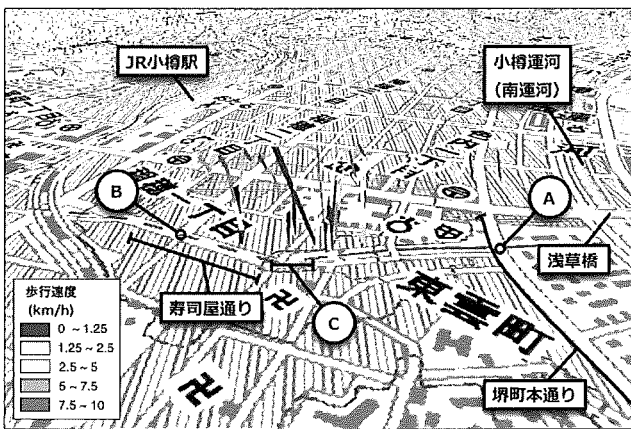 JR小樽駅
小樽運河
(南運河)
B
A
浅草橋
寿司屋通り
C
東雲町
堺町本通り
卍
卍
歩行速度
(km/h)
0 ~1.25
1.25 ~ 2.5
2.5 ~ 5
5 ~ 7.5
7.5 ~ 10